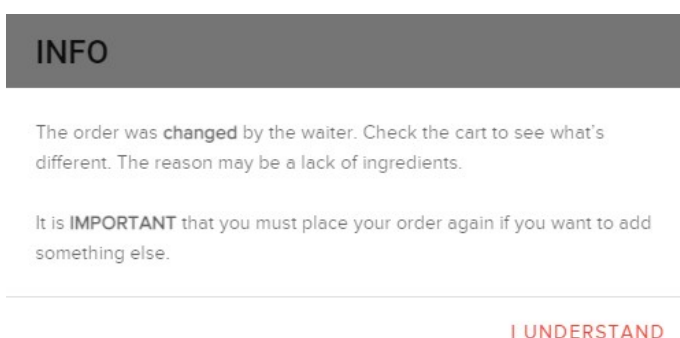 INFO
The order was changed by the waiter. Check the cart to see what's
different. The reason may be a lack of ingredients.
It is IMPORTANT that you must place your order again if you want to add
something else.
I UNDERSTAND